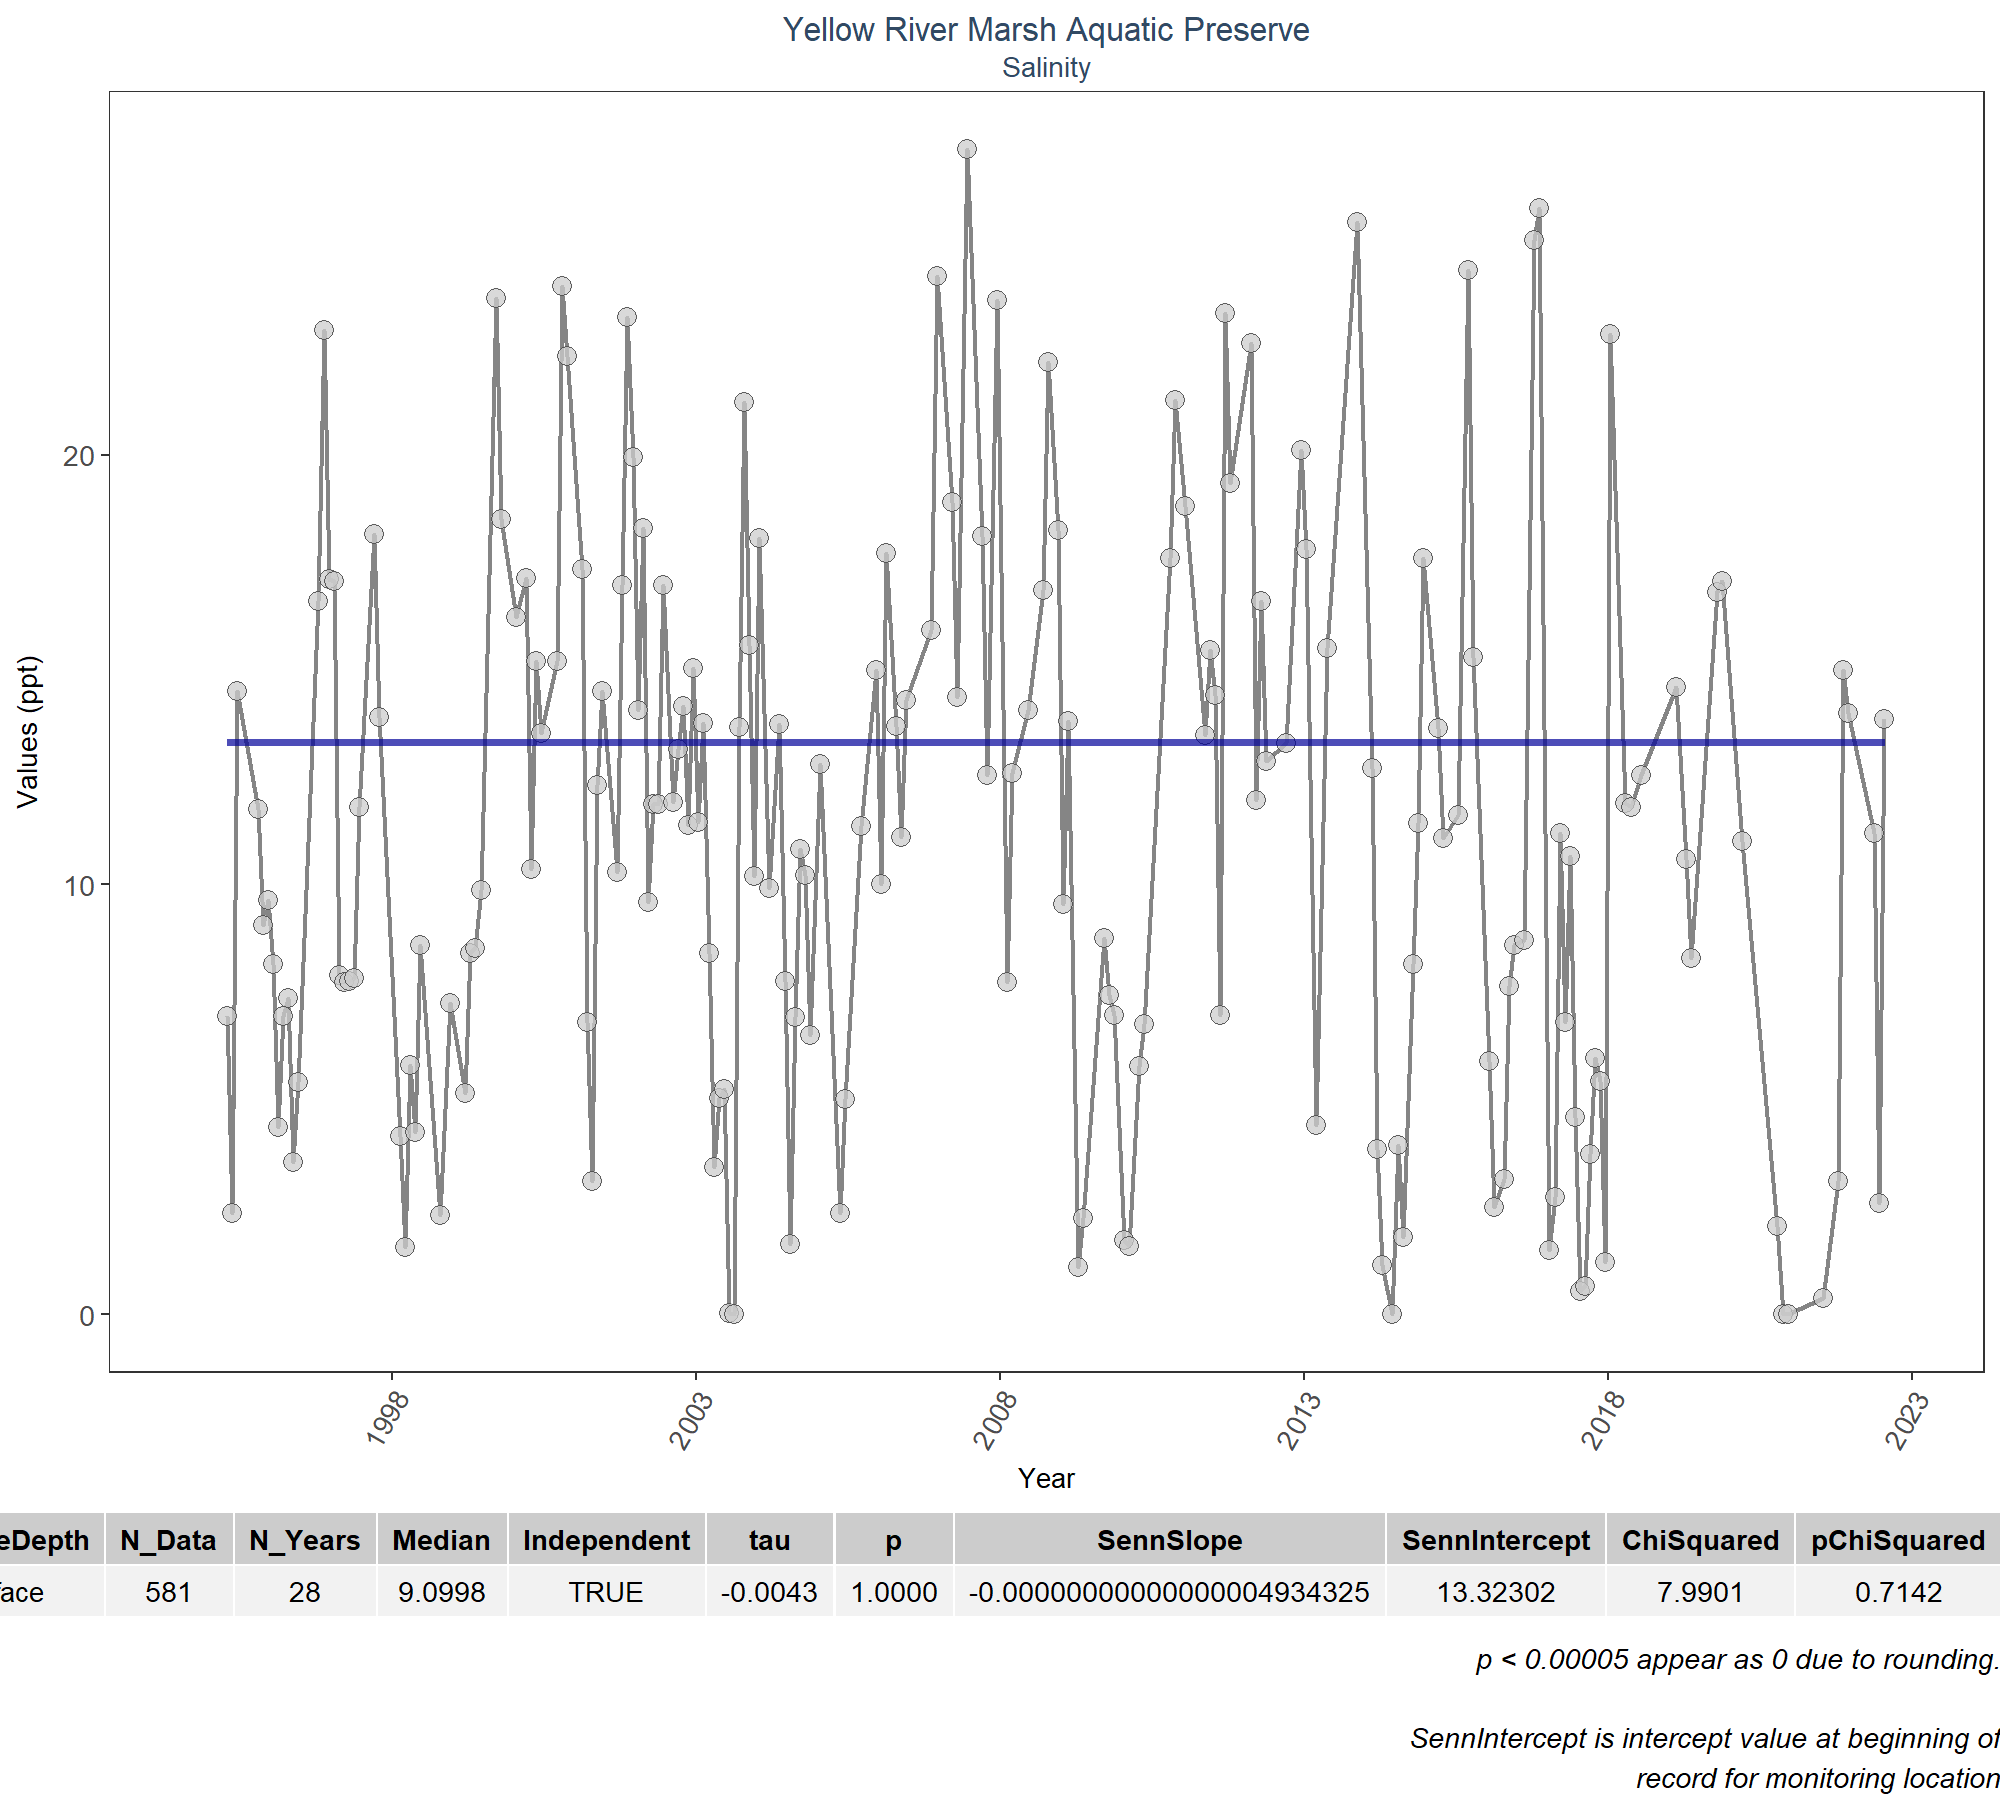 Yellow River Marsh Aquatic Preserve
Salinity
Values (ppt)
20
10
0
1998 2003 2008 2013 2018 2023
Year
eDepth N_Data N_Years Median Independent tau p SennSlope SennIntercept ChiSquared pChiSquared
face 581 28 9.0998 TRUE -0.0043 1.0000 -0.00000000000000004934325 13.32302 7.9901 0.7142
p < 0.00005 appear as 0 due to rounding.
SennIntercept is intercept value at beginning of
record for monitoring location